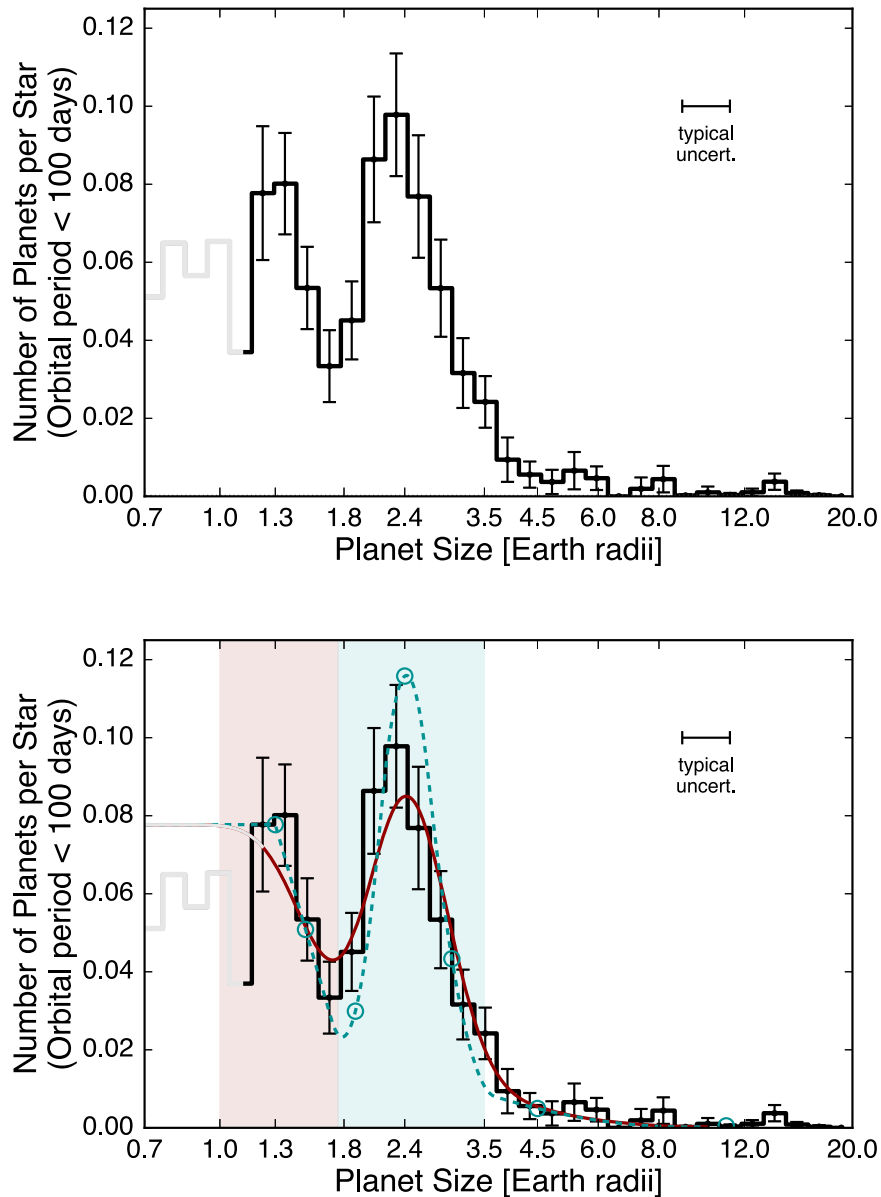 0.12
0.10
0.08
0.06
0.04
0.02
0.00
Number of Planets per Star
(Orbital period < 100 days)
typical
uncert.
0.7 1.0 1.3 1.8 2.4 3.5 4.5 6.0 8.0 12.0 20.0
Planet Size [Earth radii]
0.12
0.10
0.08
0.06
0.04
0.02
0.00
Number of Planets per Star
(Orbital period < 100 days)
typical
uncert.
0.7 1.0 1.3 1.8 2.4 3.5 4.5 6.0 8.0 12.0 20.0
Planet Size [Earth radii]